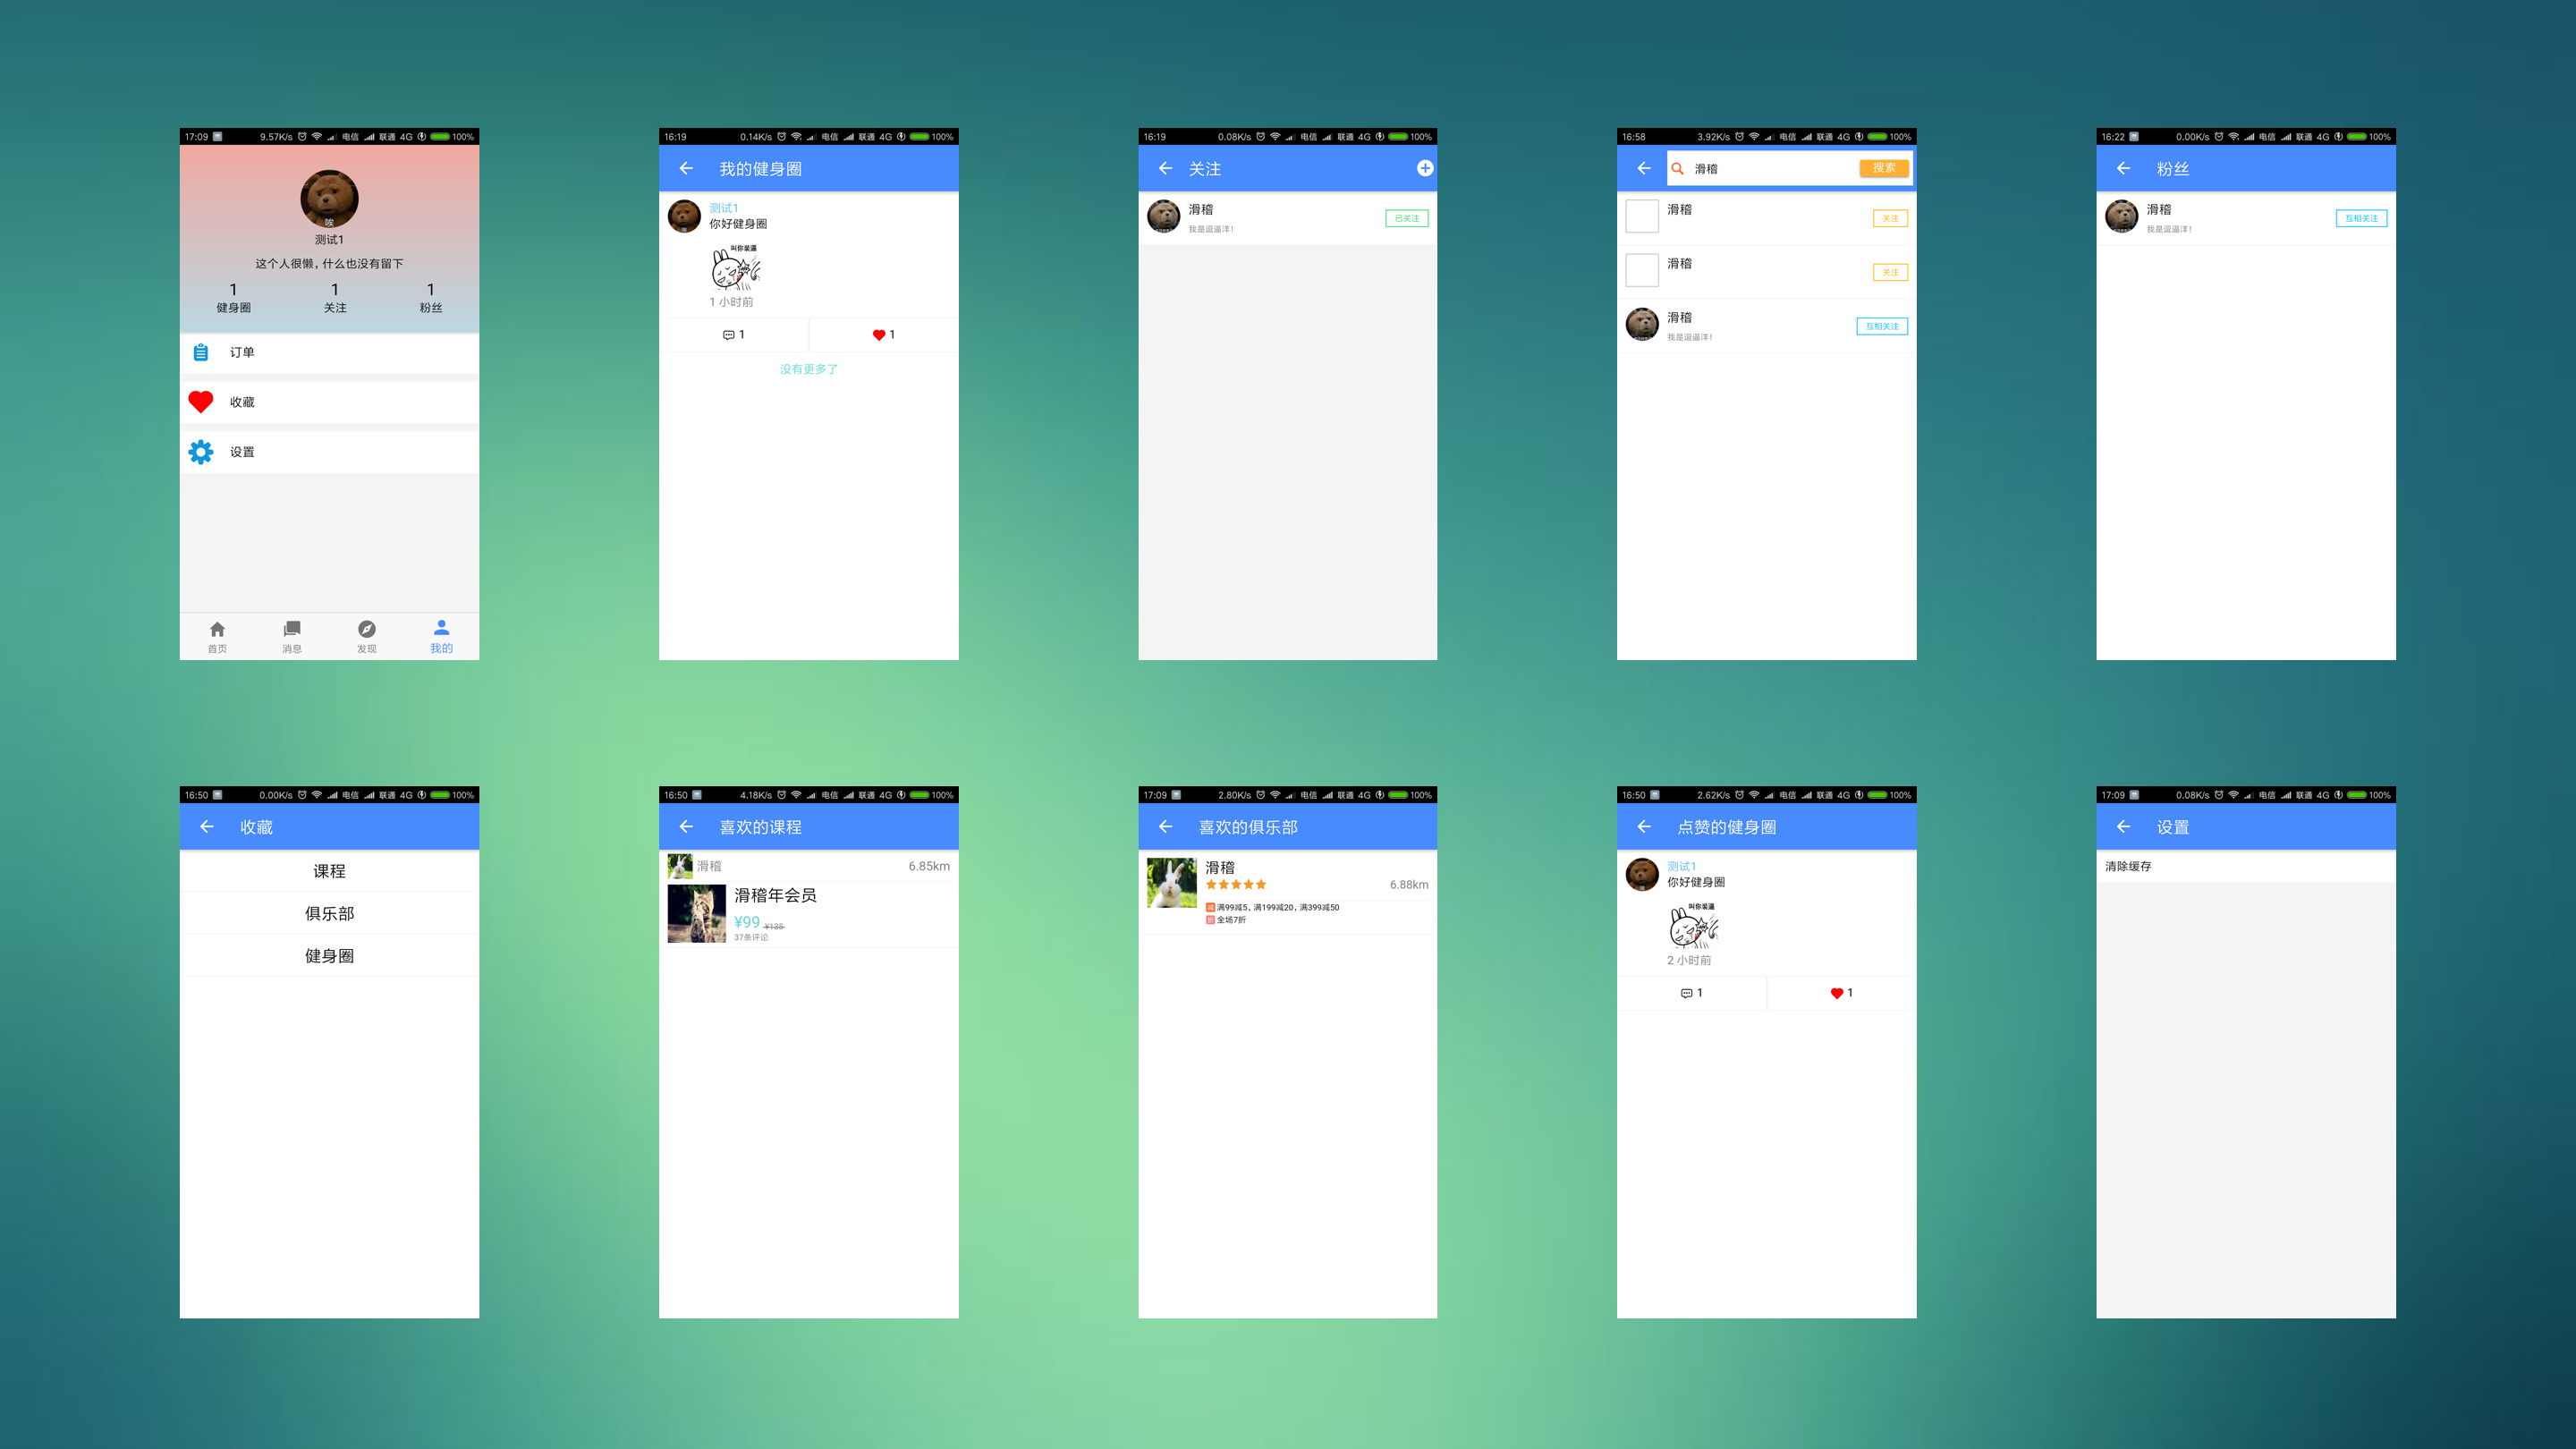 17:09 9.57K/s 电信 联通 4G 100%
唉
测试1
这个人很懒，什么也没有留下
1 1 1
健身圈 关注 粉丝
订单
收藏
设置
首页 消息 发现 我的
16:19 0.14K/s 电信 联通 4G 100%
我的健身圈
测试1
你好健身圈
叫你装逼
1 小时前
1 1
没有更多了
16:19 0.08K/s 电信 联通 4G 100%
关注
滑稽
已关注
我是逗逼洋！
16:58 3.92K/s 电信 联通 4G 100%
滑稽 搜索
滑稽
关注
滑稽
关注
滑稽
互相关注
我是逗逼洋！
16:22 0.00K/s 电信 联通 4G 100%
粉丝
滑稽
互相关注
我是逗逼洋！
16:50 0.00K/s 电信 联通 4G 100%
收藏
课程
俱乐部
健身圈
16:50 4.18K/s 电信 联通 4G 100%
喜欢的课程
滑稽 6.85km
滑稽年会员
¥99 ¥135
37条评论
17:09 2.80K/s 电信 联通 4G 100%
喜欢的俱乐部
滑稽
6.88km
减 满99减5，满199减20，满399减50
折 全场7折
16:50 2.62K/s 电信 联通 4G 100%
点赞的健身圈
测试1
你好健身圈
叫你装逼
2 小时前
1 1
17:09 0.08K/s 电信 联通 4G 100%
设置
清除缓存